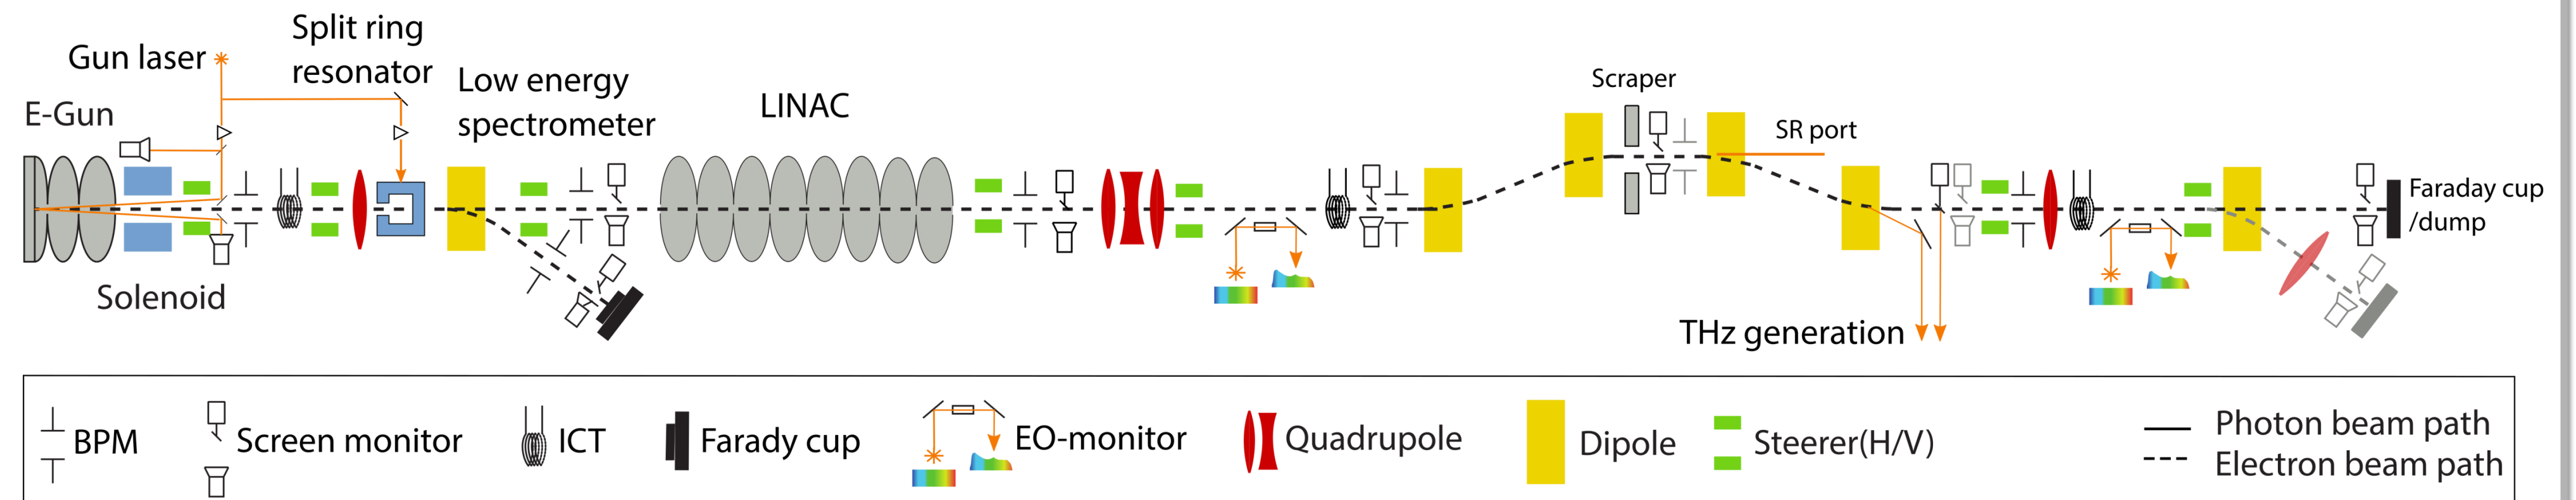 Gun laser
Split ring
resonator
E-Gun
Low energy
spectrometer
LINAC
Scraper
SR port
Faraday cup
/dump
Solenoid
THz generation
BPM
Screen monitor
ICT
Farady cup
EO-monitor
Quadrupole
Dipole
Steerer(H/V)
Photon beam path
Electron beam path